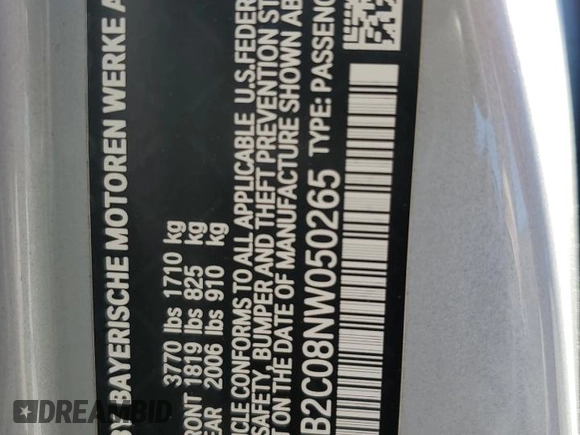 BY BAYERISCHE MOTOREN WERKE A
3770 lbs 1710 kg
RONT 1819 lbs 825 kg
EAR 2006 lbs 910 kg
ICLE CONFORMS TO ALL APPLICABLE U.S.FEDER
SAFETY, BUMPER AND THEFT PREVENTION ST
T ON THE DATE OF MANUFACTURE SHOWN AB
B2C08NW050265 TYPE: PASSENG
DREAMBID